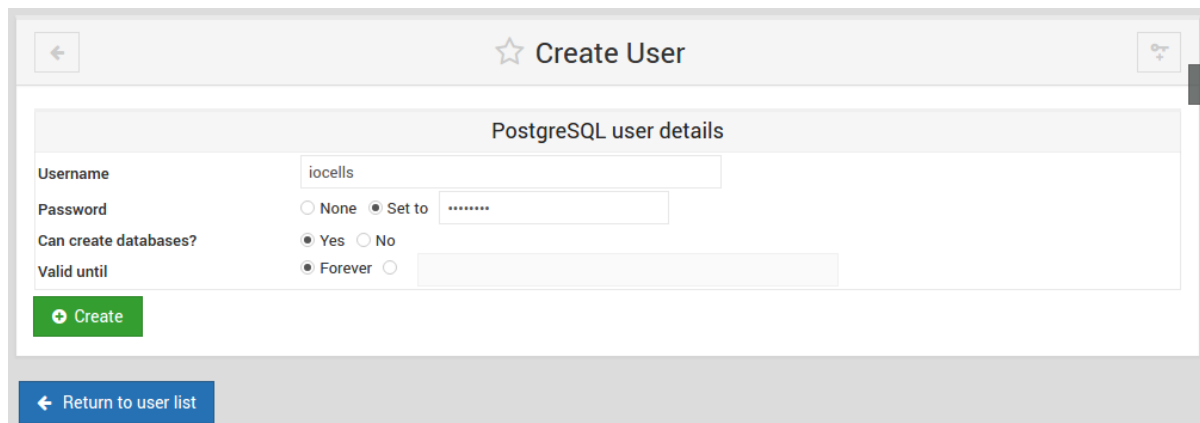 Create User
PostgreSQL user details
Username iocells
Password None Set to ••••••••
Can create databases? Yes No
Valid until Forever
Create
Return to user list